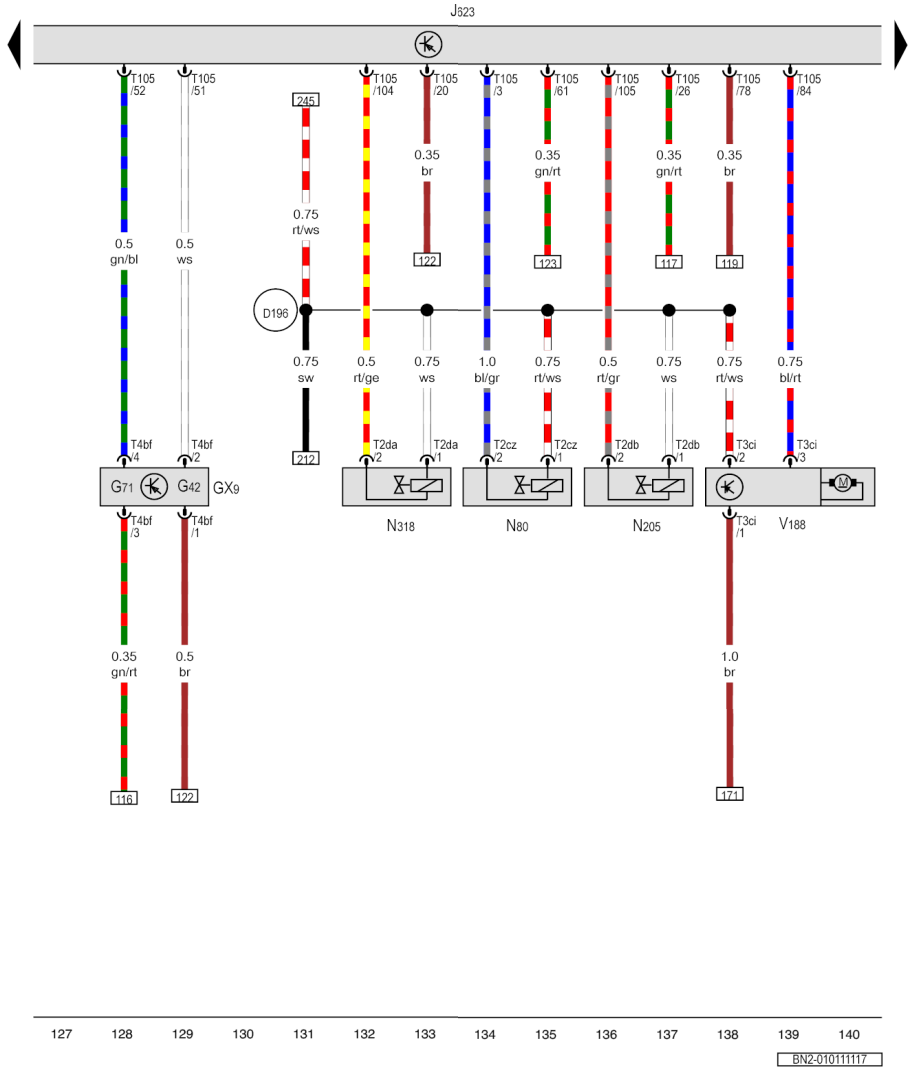 J623
T105 T105 T105 T105 T105 T105 T105 T105 T105 T105
/52 /51 /104 /20 /3 /61 /105 /26 /78 /84
245
0.35 0.35 0.35 0.35
br gn/rt gn/rt br
0.75
rt/ws
0.5 0.5
gn/bl ws
122 123 117 119
D196
0.75 0.5 0.75 1.0 0.75 0.5 0.75 0.75 0.75
sw rt/ge ws bl/gr rt/ws rt/gr ws rt/ws bl/rt
T4bf T4bf T2da T2da T2cz T2cz T2db T2db T3ci T3ci
/4 /2 /2 /1 /2 /1 /2 /1 /2 /3
212
G71 G42 GX9 M
T4bf T4bf N318 N80 N205 T3ci V188
/3 /1 /1
0.35 0.5 1.0
gn/rt br br
116 122 171
127 128 129 130 131 132 133 134 135 136 137 138 139 140
BN2-010111117